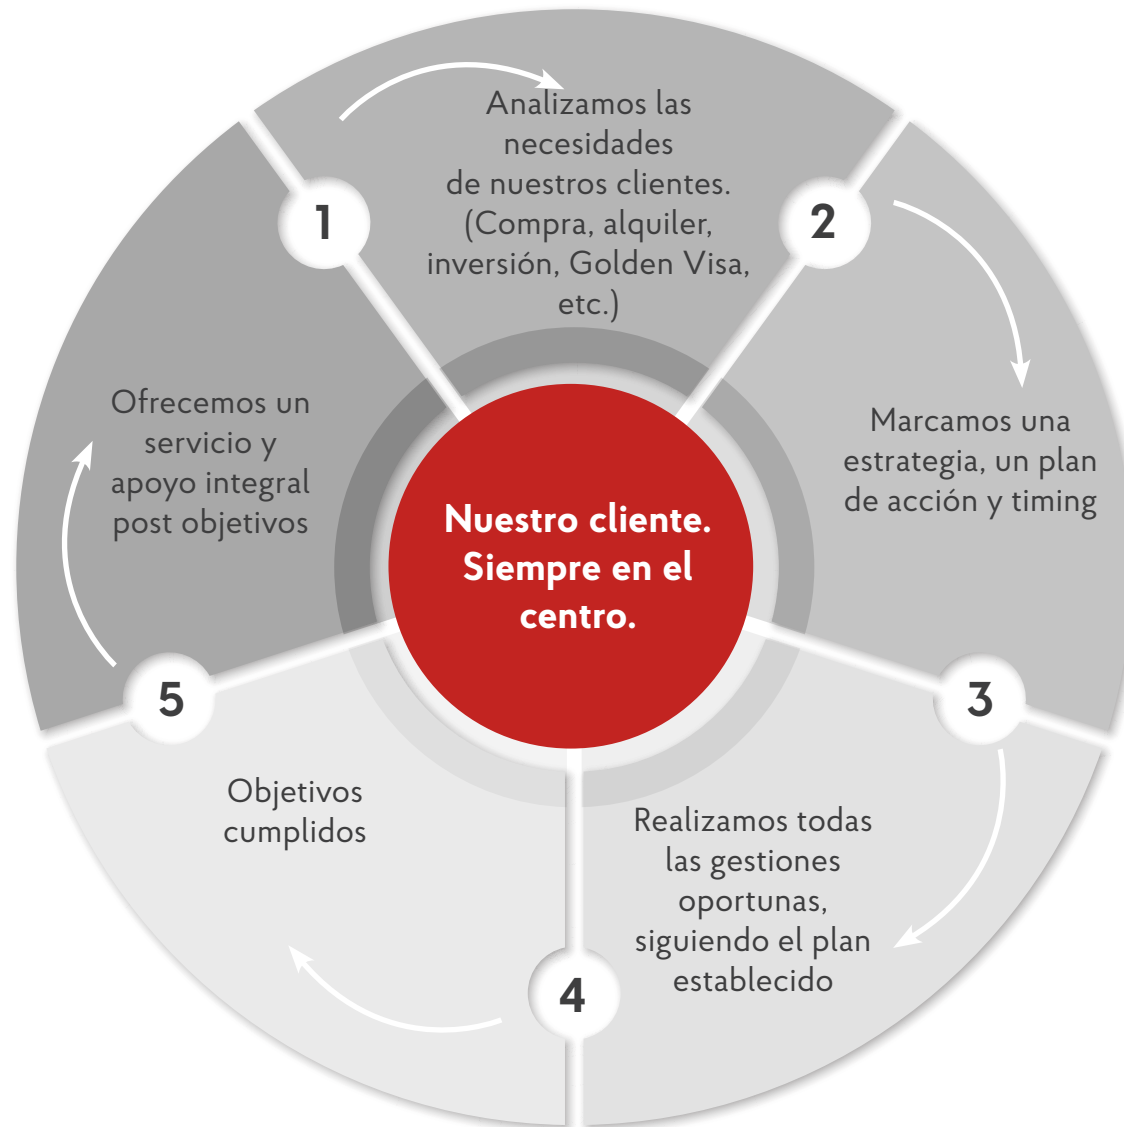 1
Analizamos las
necesidades
de nuestros clientes.
(Compra, alquiler,
inversión, Golden Visa,
etc.)
2
Marcamos una
estrategia, un plan
de acción y timing
3
Realizamos todas
las gestiones
oportunas,
siguiendo el plan
establecido
4
Objetivos
cumplidos
5
Ofrecemos un
servicio y
apoyo integral
post objetivos
Nuestro cliente.
Siempre en el
centro.